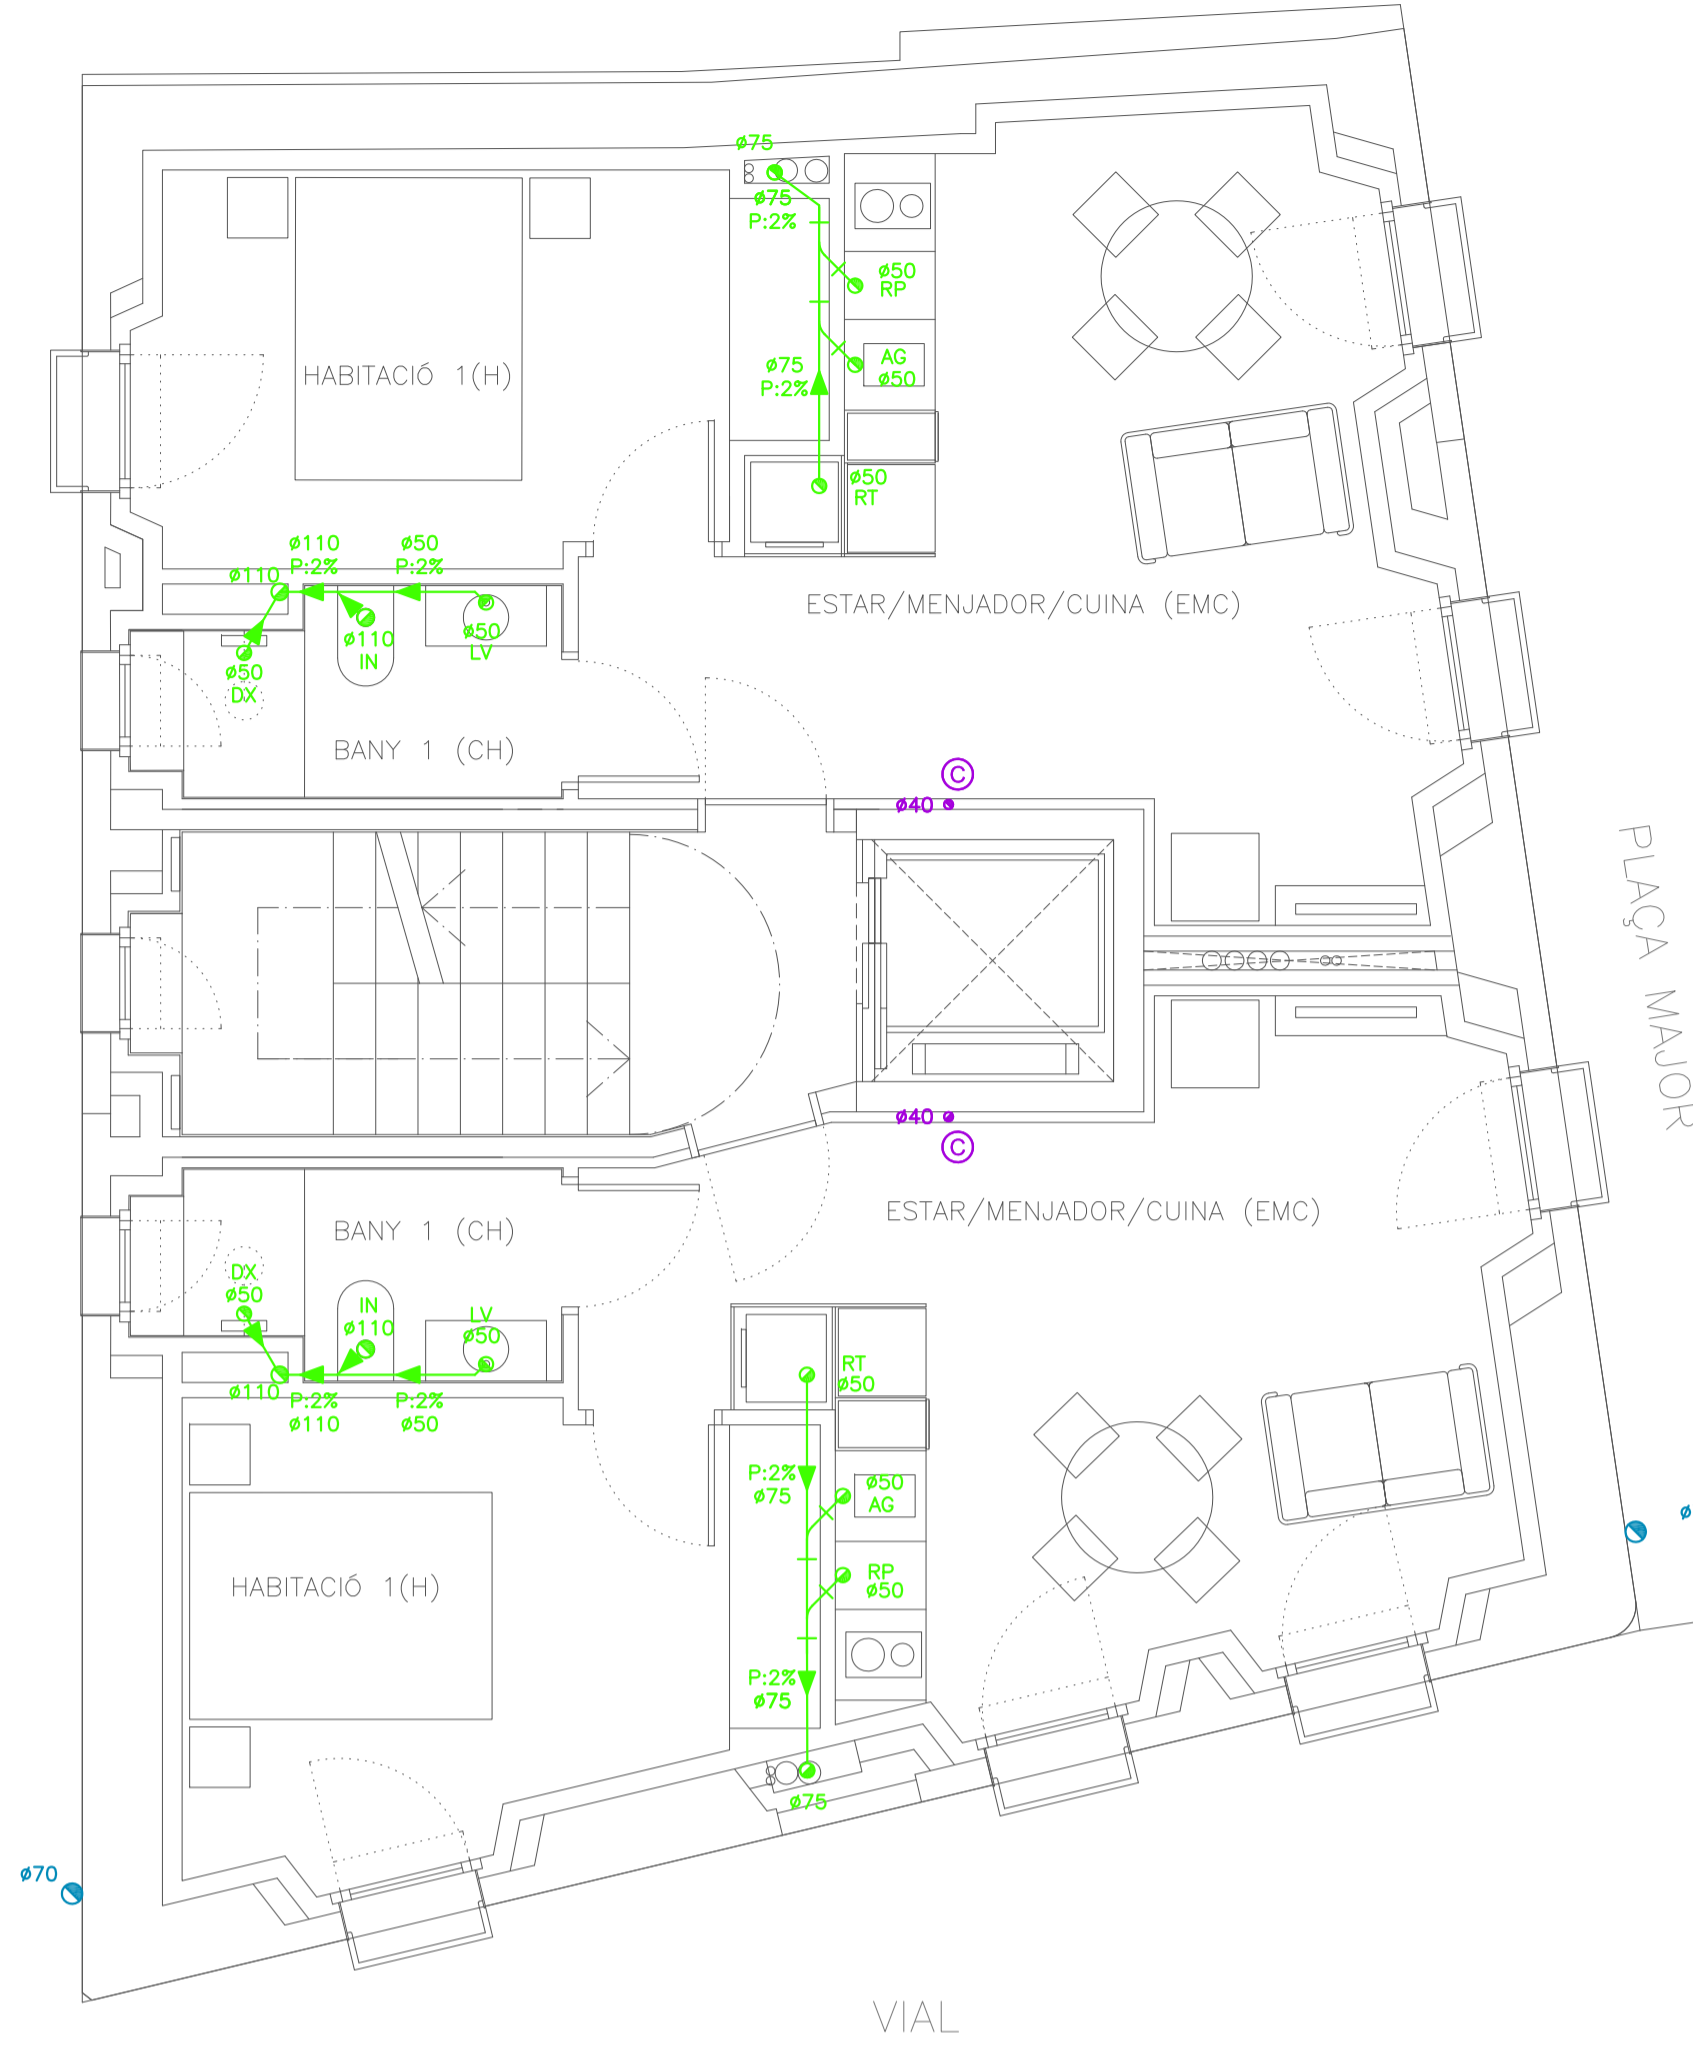 ø75
ø75
P:2%
ø50
RP
ø75
P:2%
AG
ø50
HABITACIÓ 1(H)
ø50
RT
ø110
P:2%
ø50
P:2%
ø110
ø110
IN
ø50
LV
ø50
DX
ESTAR/MENJADOR/CUINA (EMC)
BANY 1 (CH)
C
ø40
PLAÇA MAJOR
ø40
C
BANY 1 (CH)
ESTAR/MENJADOR/CUINA (EMC)
DX
ø50
IN
ø110
LV
ø50
ø110
P:2%
ø110
P:2%
ø50
RT
ø50
P:2%
ø75
ø50
AG
HABITACIÓ 1(H)
RP
ø50
P:2%
ø75
ø75
ø
ø70
VIAL